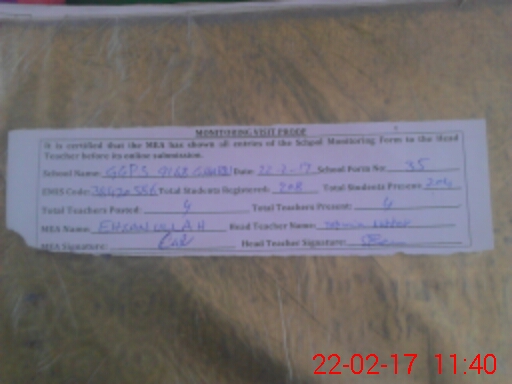 MONITORING VISIT PROOF
It is certified that the MEA has shown all entries of the School Monitoring Form to the Head
Teacher before its online submission.
School Name: GGPS Date: 22-2-17 School Form No: 35
EMIS Code: Total Students Registered: 208 Total Students Present: 204
Total Teachers Posted: 4 Total Teachers Present: 4
MEA Name: EHSANULLAH Head Teacher Name:
MEA Signature: Head Teacher Signature:
22-02-17 11:40